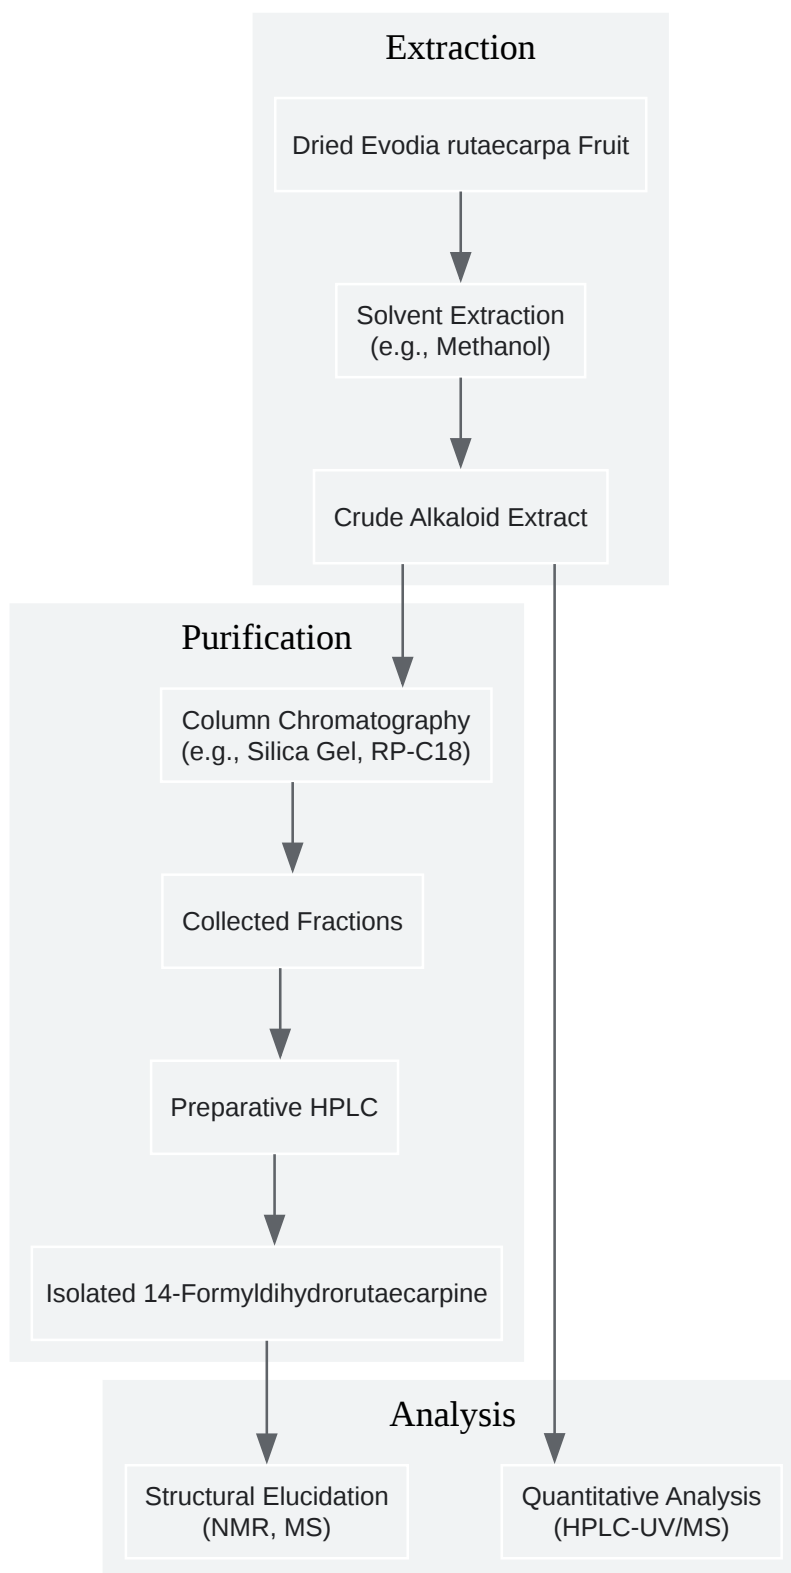 Extraction
Dried Evodia rutaecarpa Fruit
Solvent Extraction
(e.g., Methanol)
Crude Alkaloid Extract
Purification
Column Chromatography
(e.g., Silica Gel, RP-C18)
Collected Fractions
Preparative HPLC
Isolated 14-Formyldihydrorutaecarpine
Analysis
Structural Elucidation
(NMR, MS)
Quantitative Analysis
(HPLC-UV/MS)